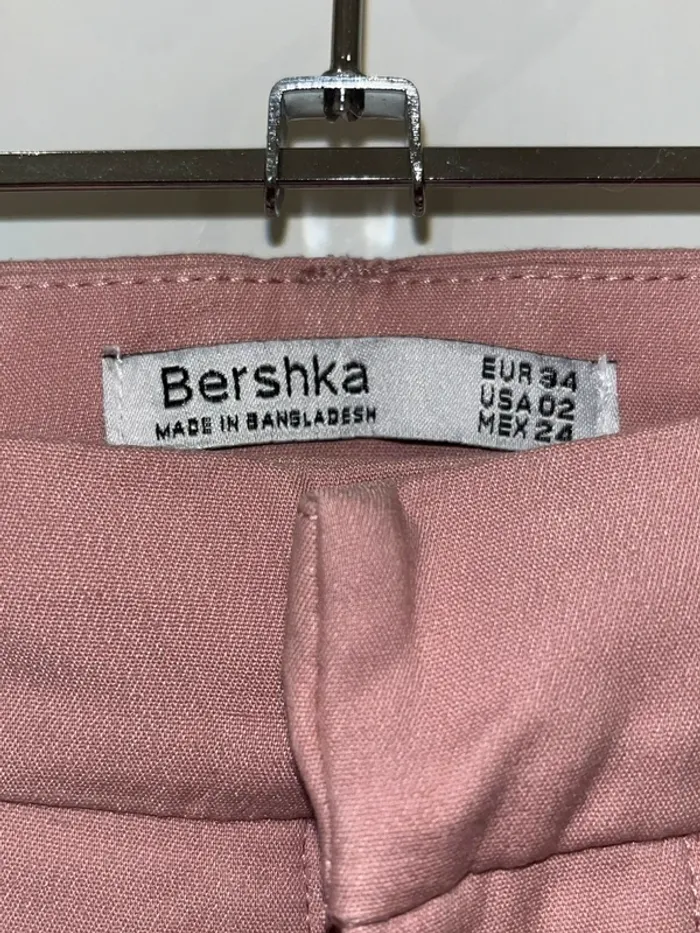 Bershka
MADE IN BANGLADESH
EUR 34
USA 02
MEX 24